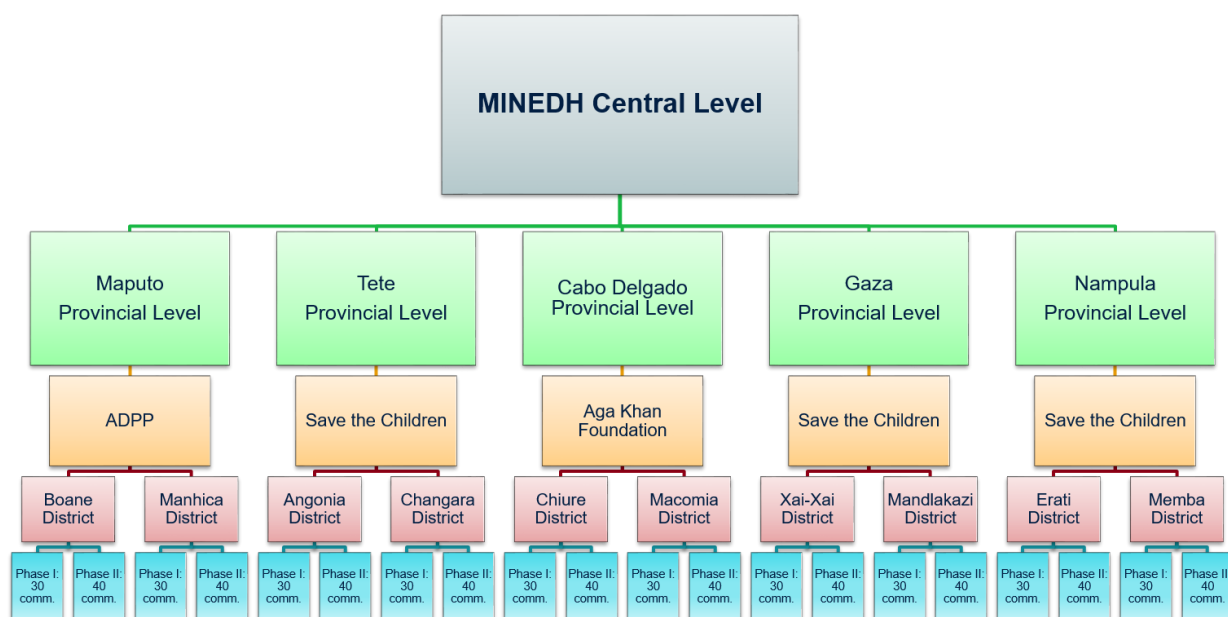 MINEDH Central Level
Maputo
Provincial Level
Tete
Provincial Level
Cabo Delgado
Provincial Level
Gaza
Provincial Level
Nampula
Provincial Level
ADPP
Save the Children
Aga Khan
Foundation
Save the Children
Save the Children
Boane
District
Manhica
District
Angonia
District
Changara
District
Chiure
District
Macomia
District
Xai-Xai
District
Mandlakazi
District
Erati
District
Memba
District
Phase I:
30
comm.
Phase II:
40
comm.
Phase I:
30
comm.
Phase II:
40
comm.
Phase I:
30
comm.
Phase II:
40
comm.
Phase I:
30
comm.
Phase II:
40
comm.
Phase I:
30
comm.
Phase II:
40
comm.
Phase I:
30
comm.
Phase II:
40
comm.
Phase I:
30
comm.
Phase II:
40
comm.
Phase I:
30
comm.
Phase II:
40
comm.
Phase I:
30
comm.
Phase II:
40
comm.
Phase I:
30
comm.
Phase II:
40
comm.